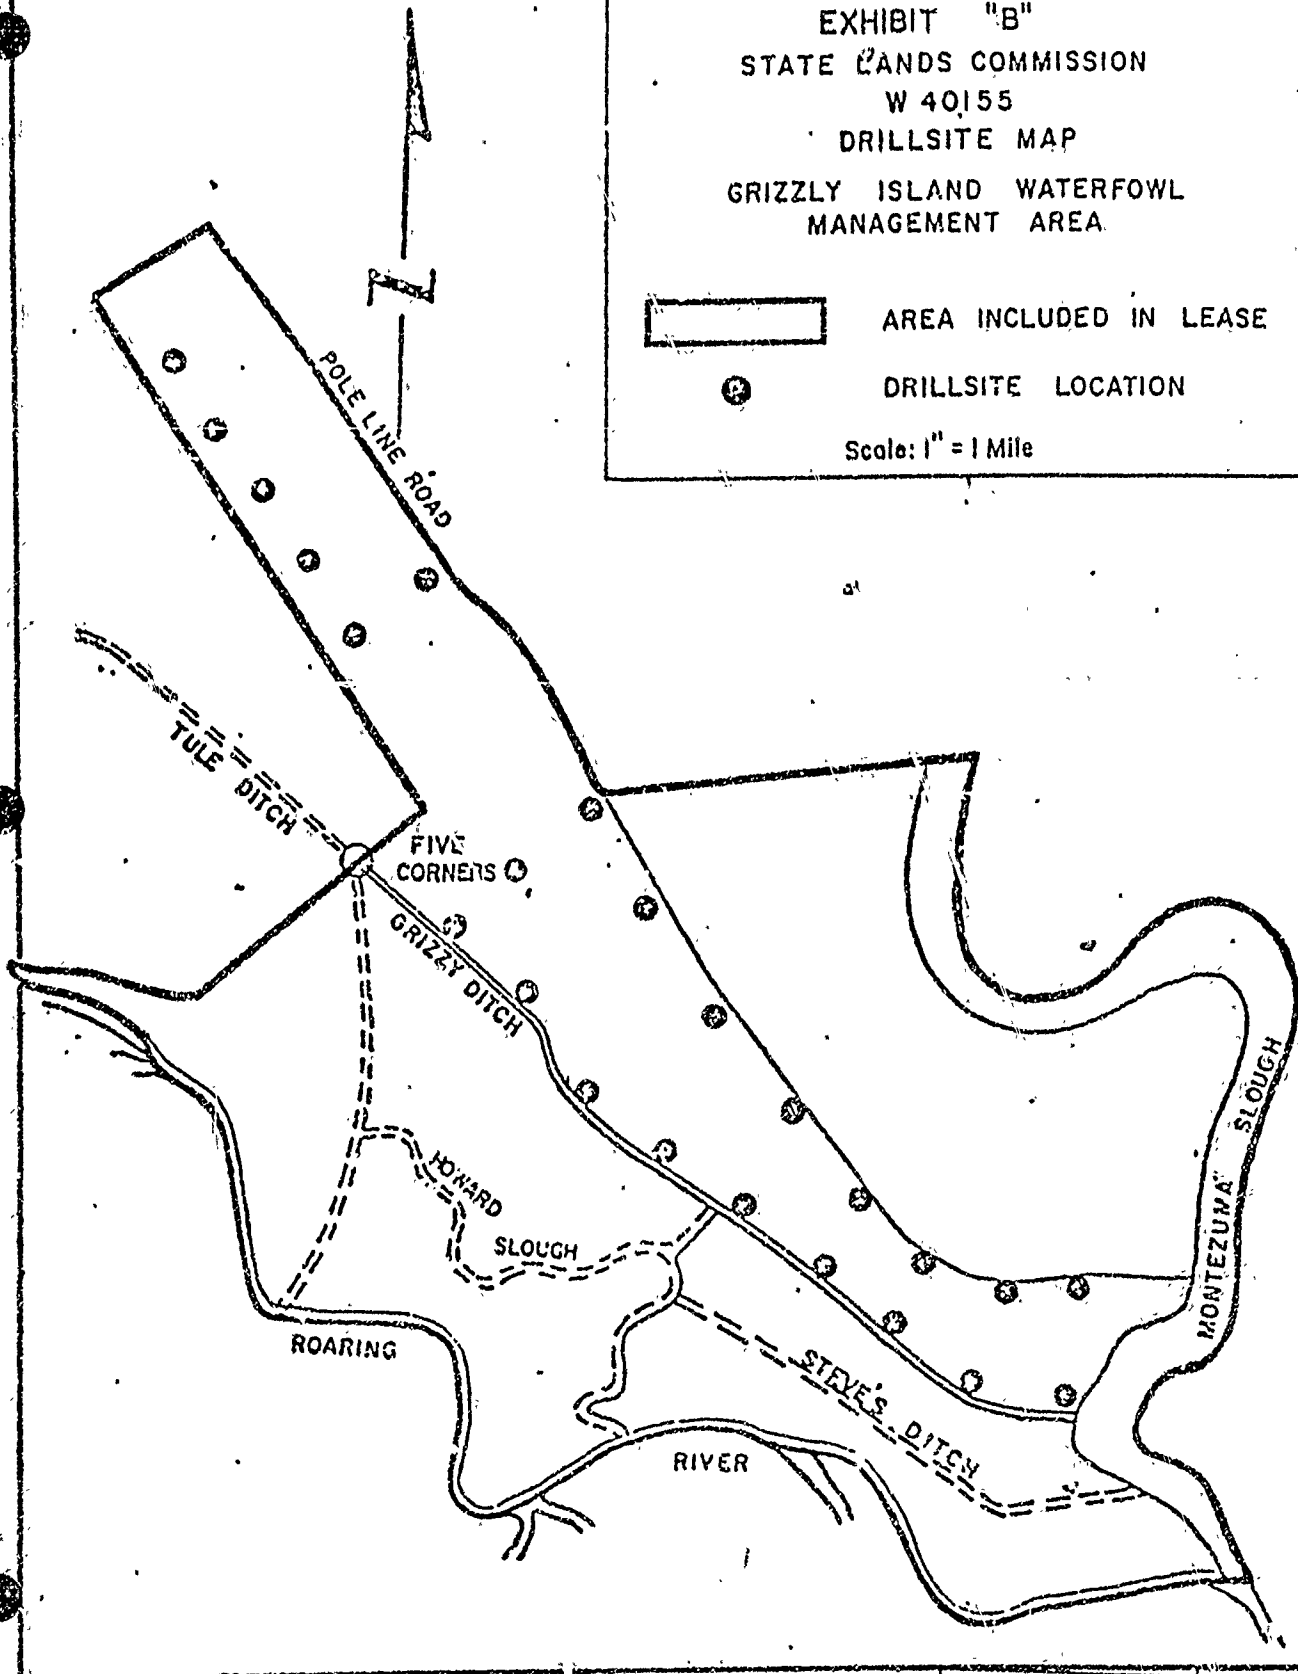 EXHIBIT "B"
STATE LANDS COMMISSION
W 40155
DRILLSITE MAP
GRIZZLY ISLAND WATERFOWL
MANAGEMENT AREA
AREA INCLUDED IN LEASE
DRILLSITE LOCATION
Scale: 1" = 1 Mile
N
POLE LINE ROAD
TULE DITCH
FIVE
CORNERS
GRIZZY DITCH
HOWARD
SLOUGH
MONTEZUMA SLOUGH
ROARING
RIVER
STEVE'S DITCH